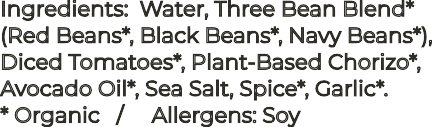 Ingredients: Water, Three Bean Blend*
(Red Beans*, Black Beans*, Navy Beans*),
Diced Tomatoes*, Plant-Based Chorizo*,
Avocado Oil*, Sea Salt, Spice*, Garlic*.
* Organic / Allergens: Soy